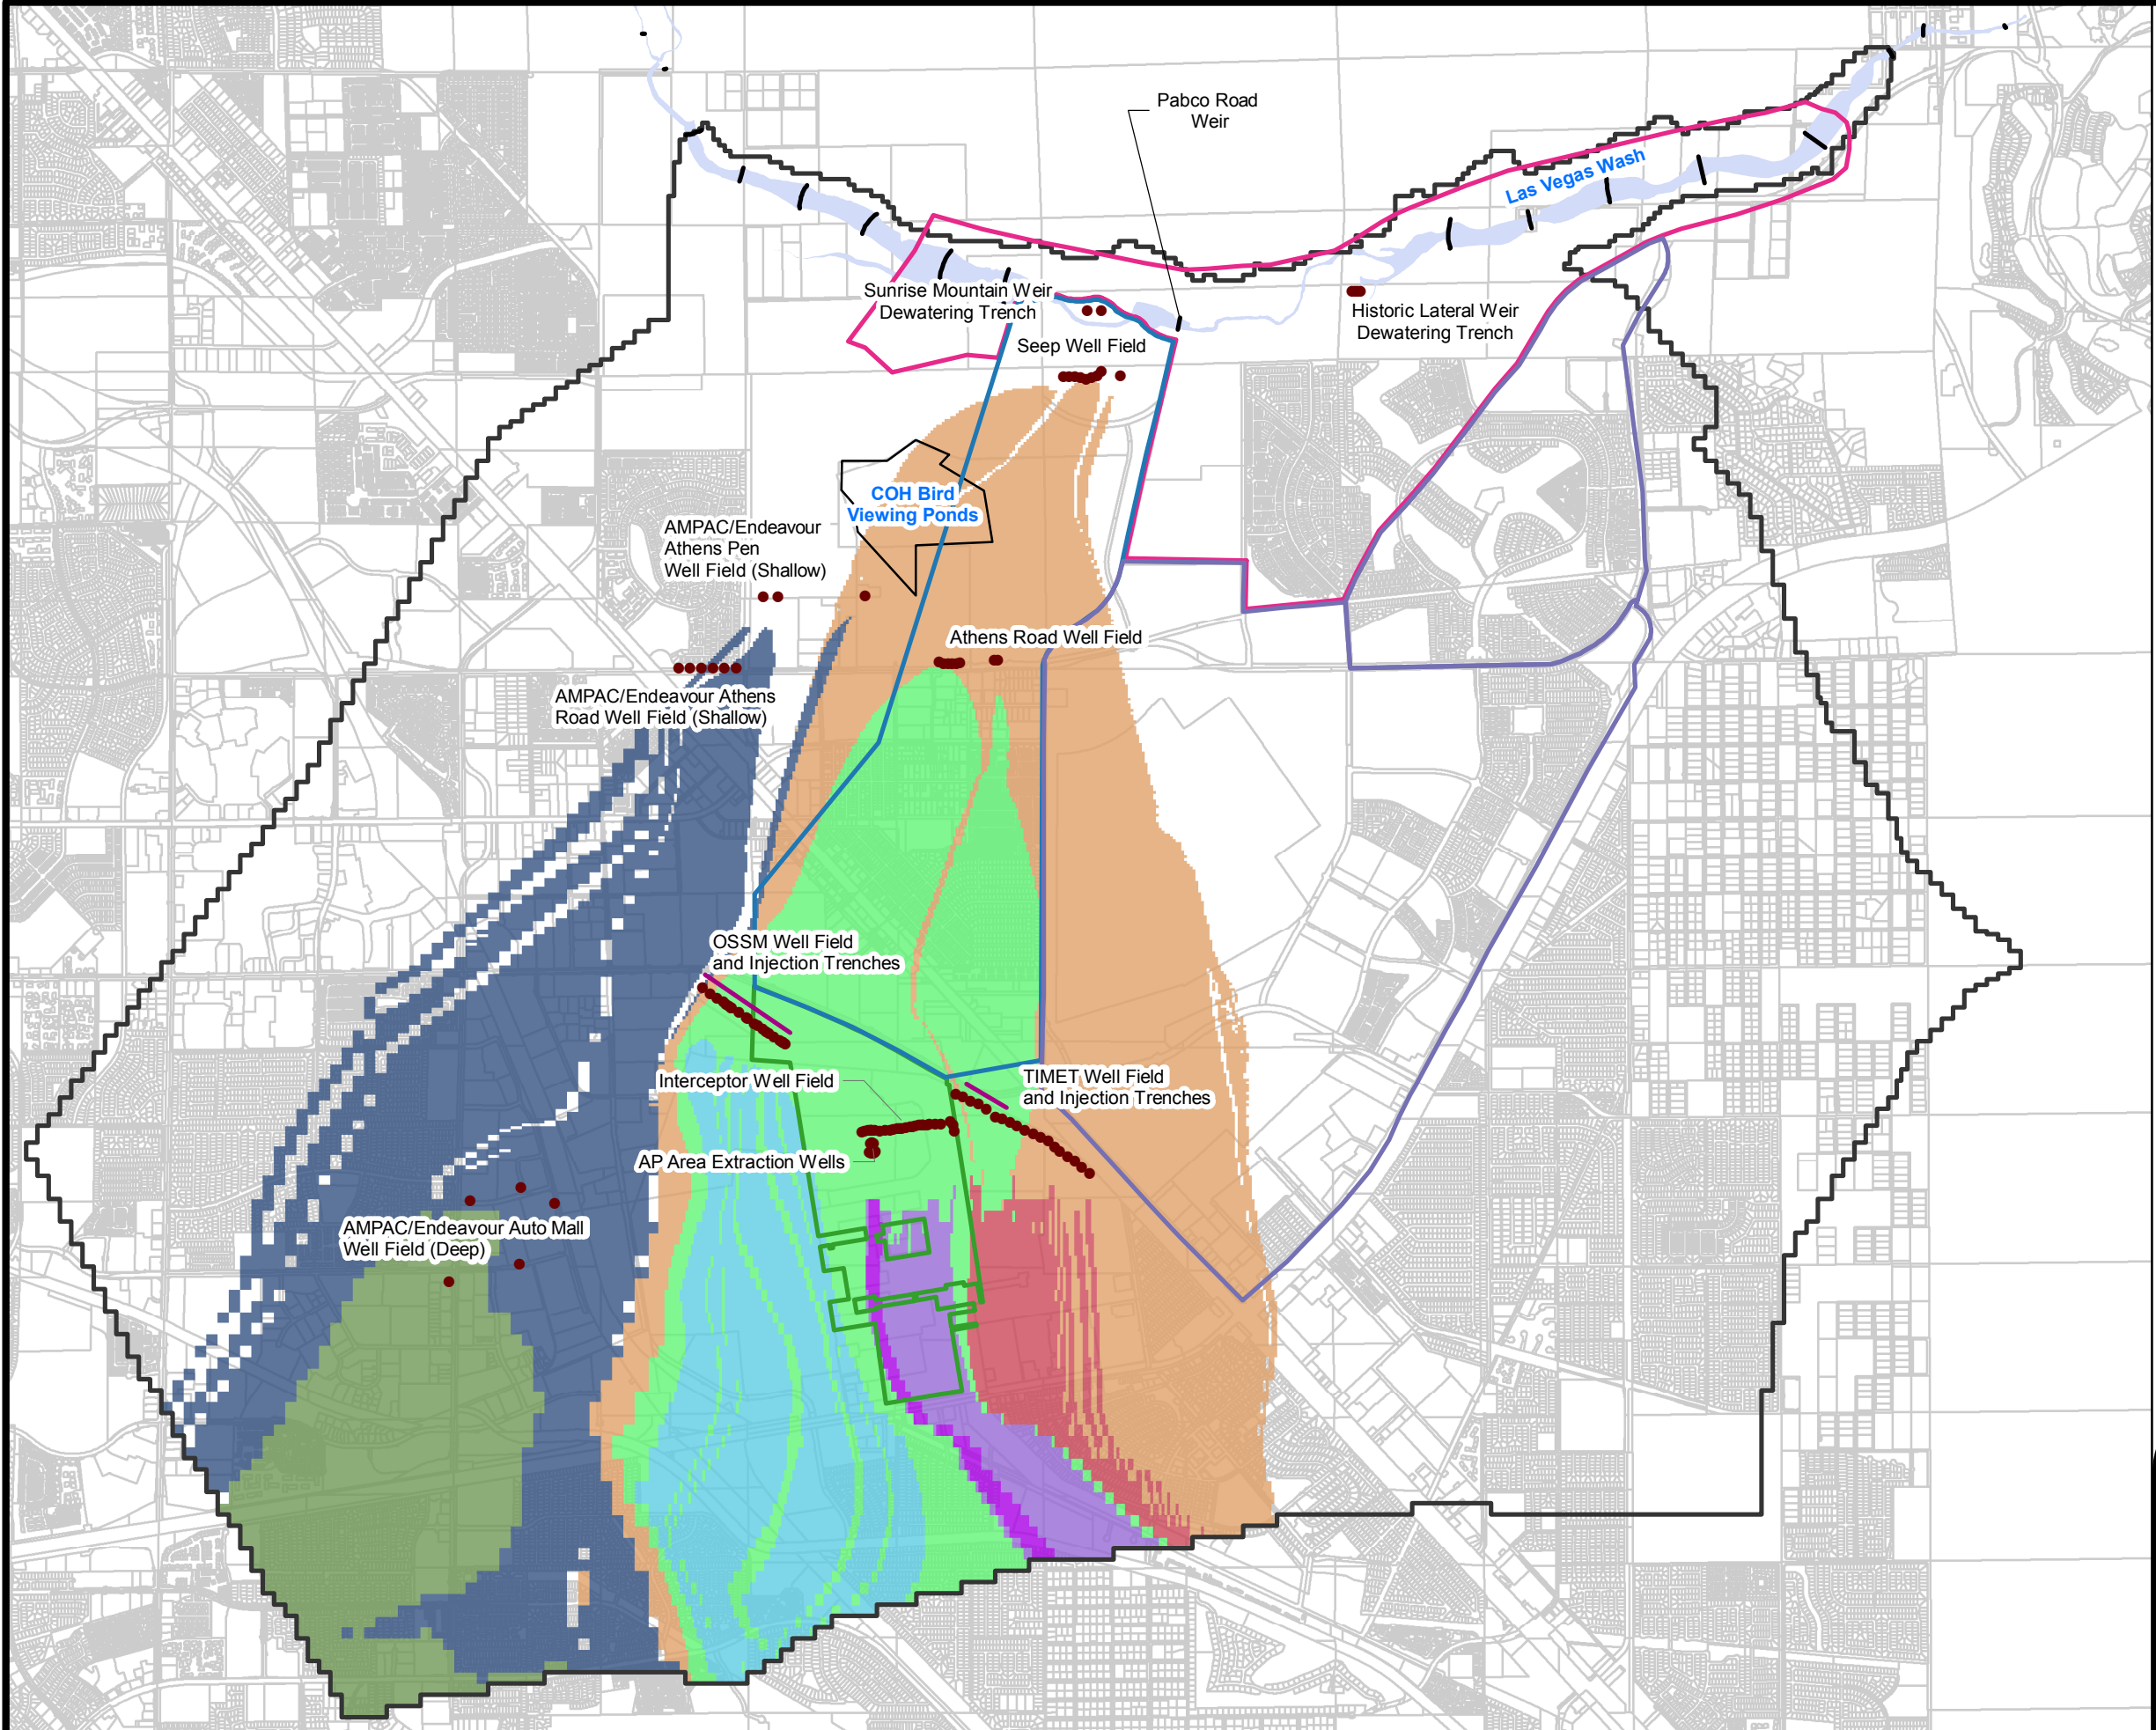 Pabco Road
Weir
Las Vegas Wash
Sunrise Mountain Weir
Dewatering Trench
Historic Lateral Weir
Dewatering Trench
Seep Well Field
COH Bird
Viewing Ponds
AMPAC/Endeavour
Athens Pen
Well Field (Shallow)
Athens Road Well Field
AMPAC/Endeavour Athens
Road Well Field (Shallow)
OSSM Well Field
and Injection Trenches
Interceptor Well Field
TIMET Well Field
and Injection Trenches
AP Area Extraction Wells
AMPAC/Endeavour Auto Mall
Well Field (Deep)